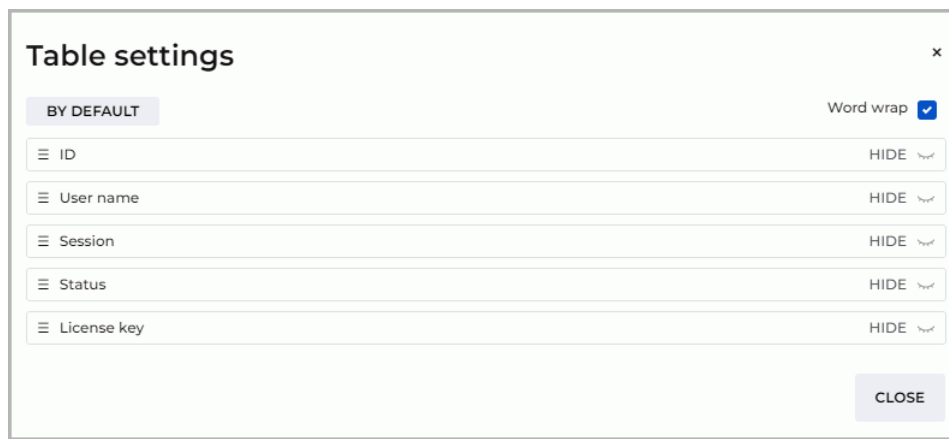 Table settings
×
BY DEFAULT
Word wrap
ID HIDE
User name HIDE
Session HIDE
Status HIDE
License key HIDE
CLOSE